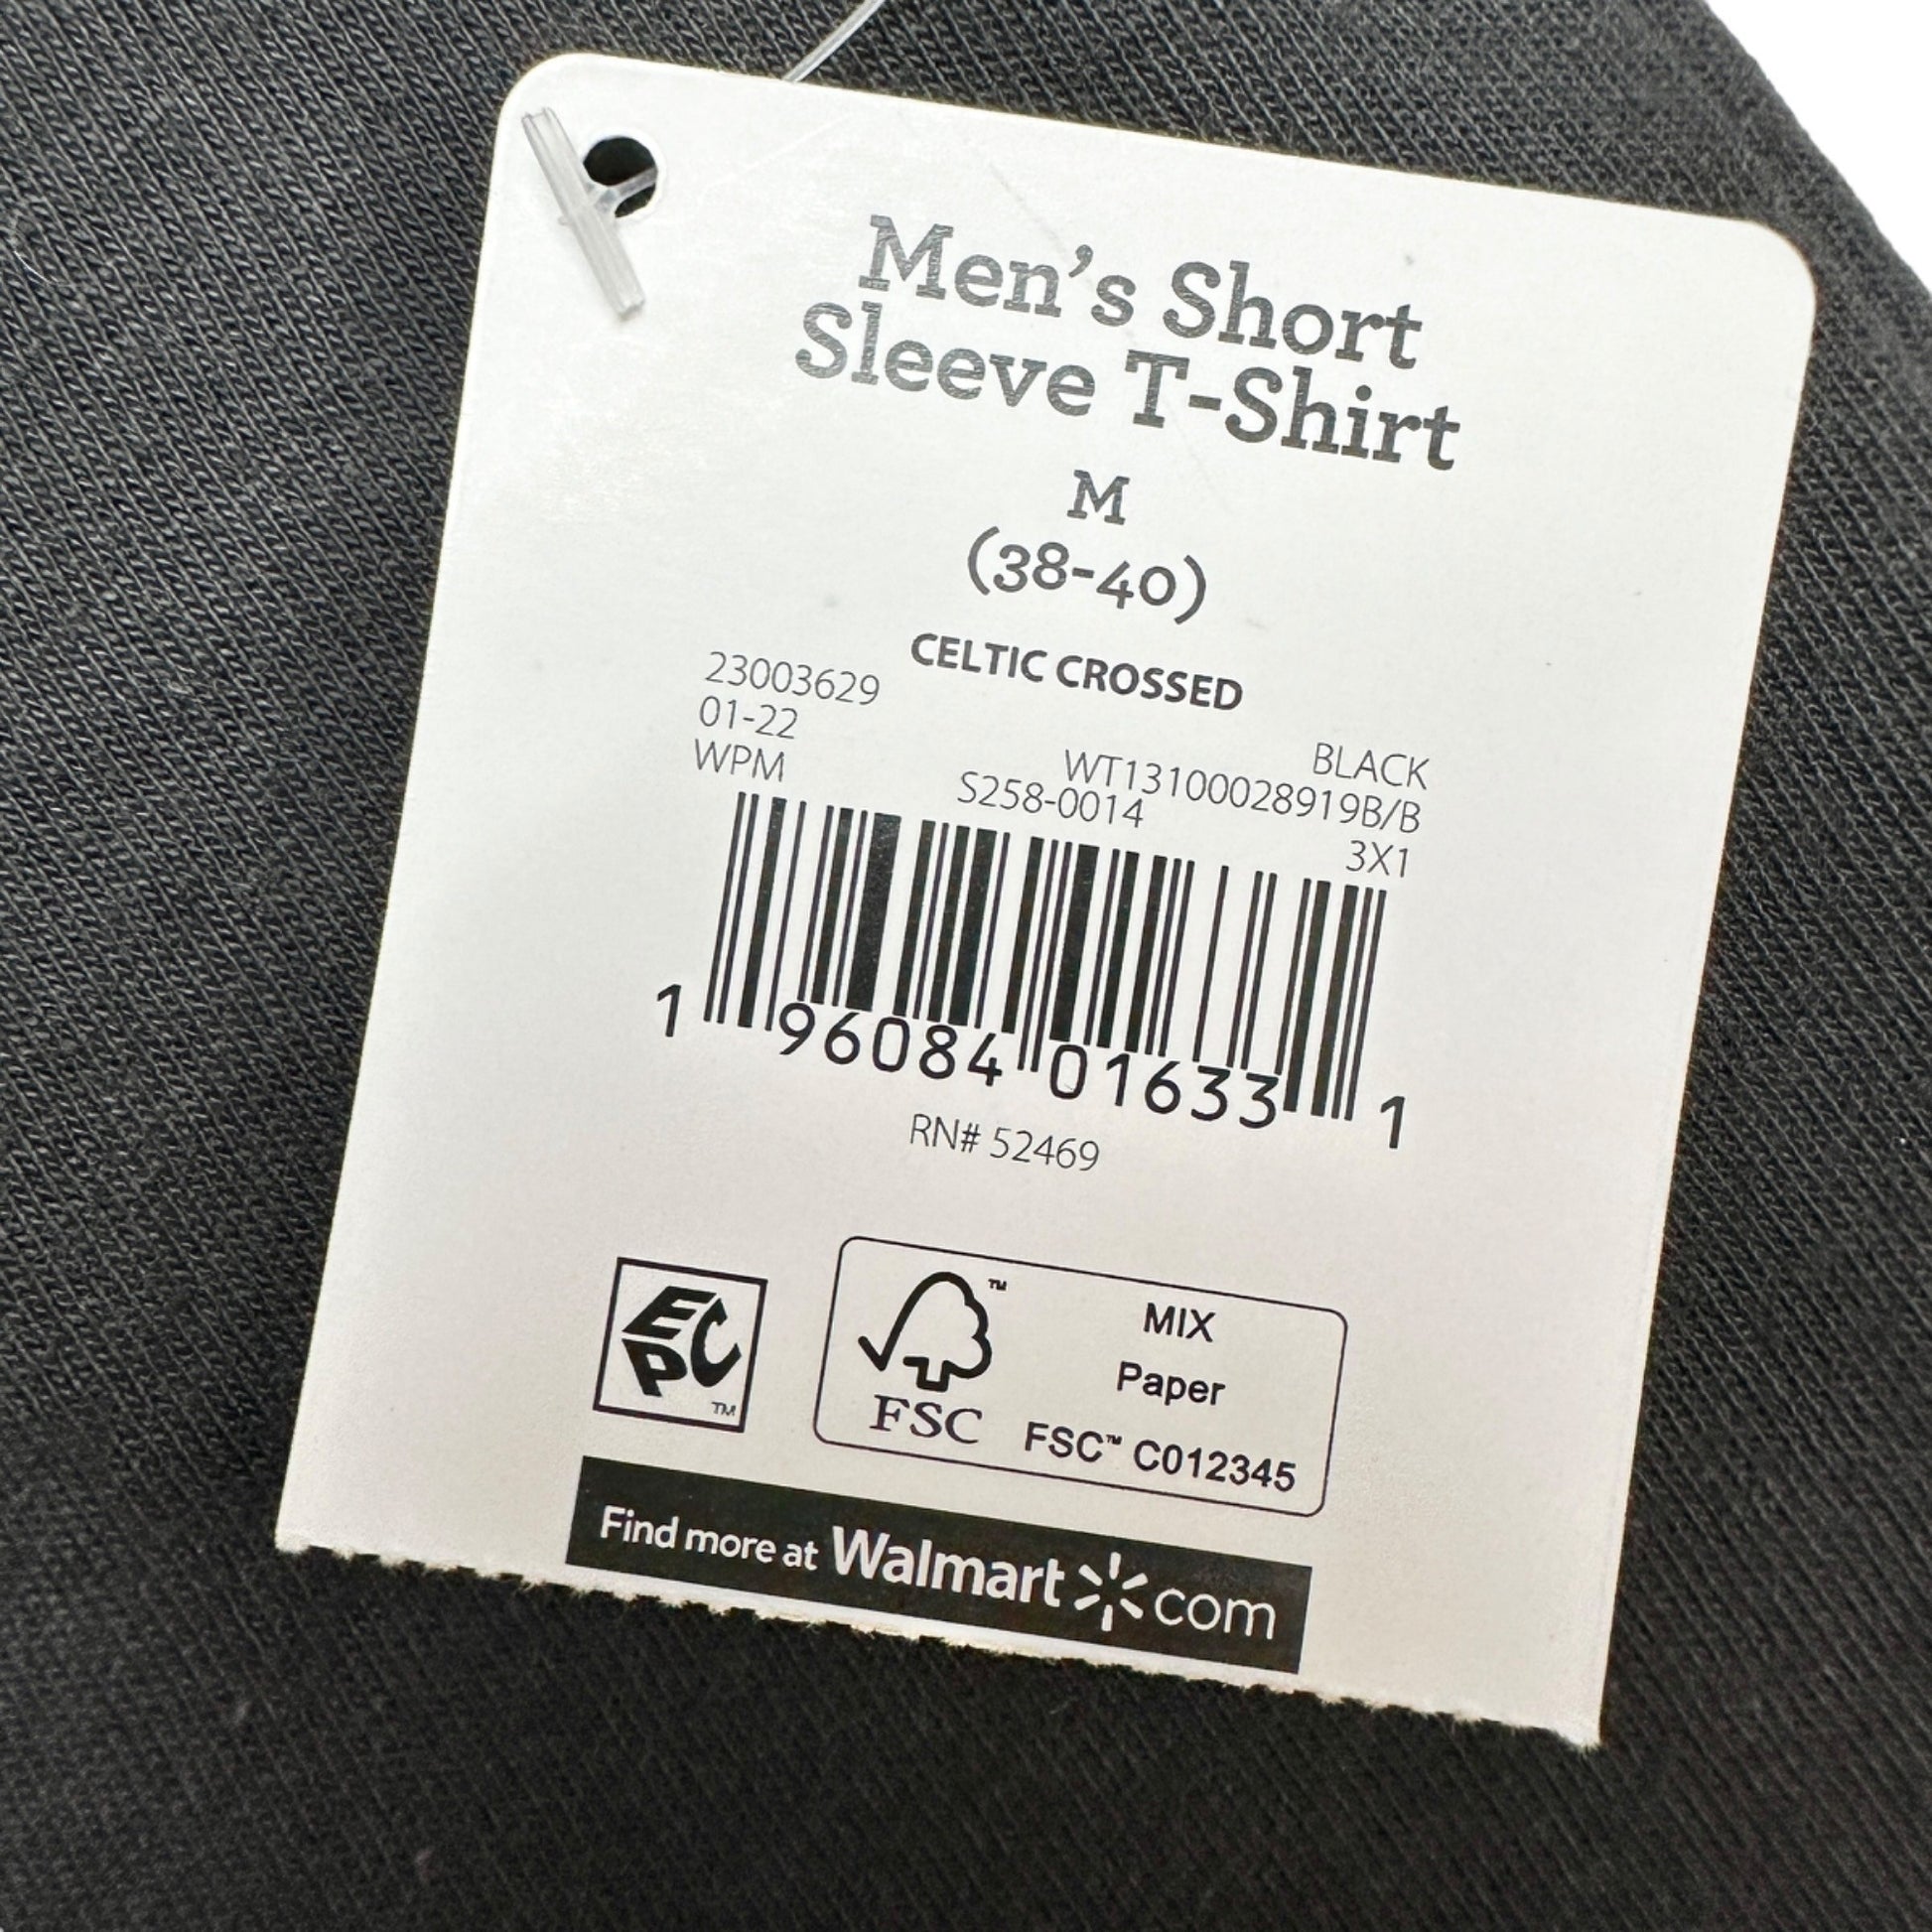 Men's Short
Sleeve T-Shirt
M
(38-40)
CELTIC CROSSED
23003629
01-22
WPM
BLACK
WT13100028919B/B
S258-0014
3X1
1 96084 01633 1
RN# 52469
EPC TM
TM
FSC
MIX
Paper
FSC™ C012345
Find more at Walmart com